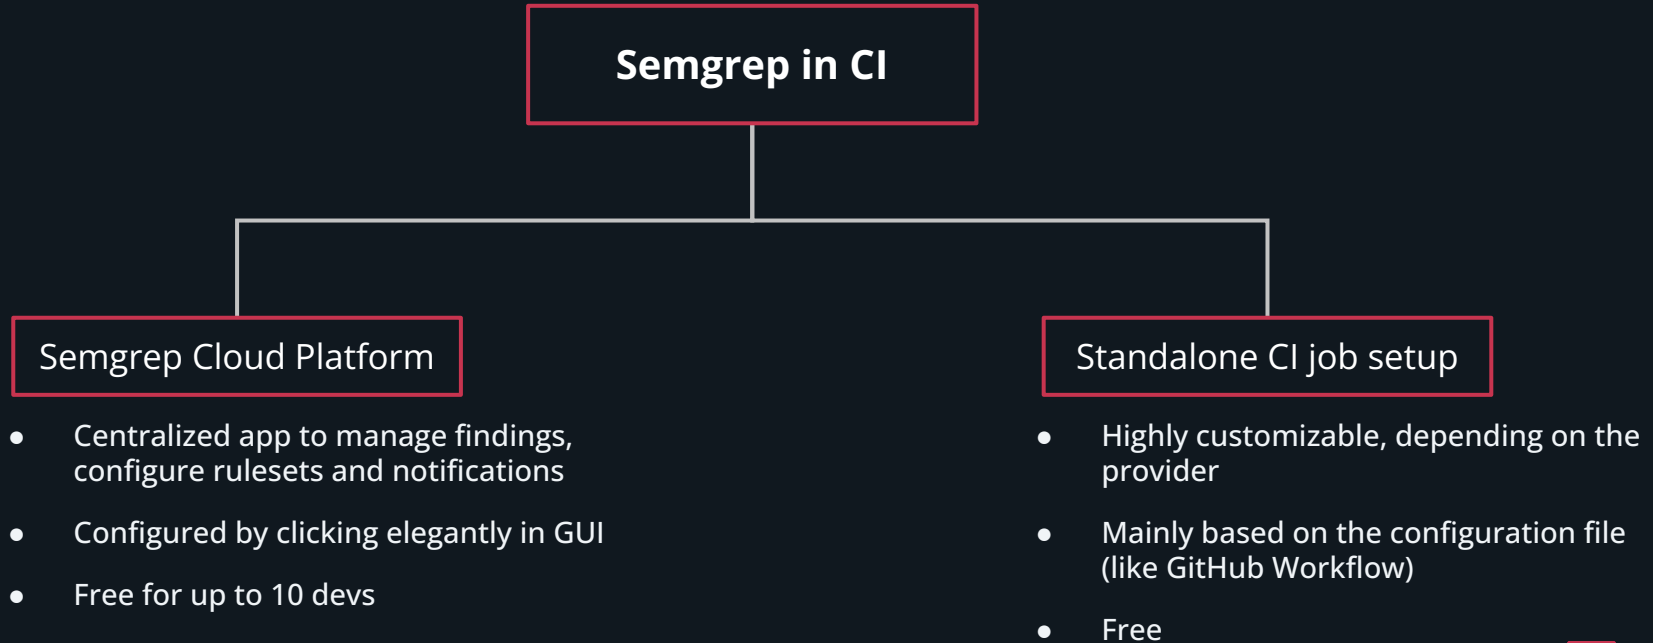 Semgrep in CI
Semgrep Cloud Platform
● Centralized app to manage findings,
configure rulesets and notifications
● Configured by clicking elegantly in GUI
● Free for up to 10 devs
Standalone CI job setup
● Highly customizable, depending on the
provider
● Mainly based on the configuration file
(like GitHub Workflow)
● Free